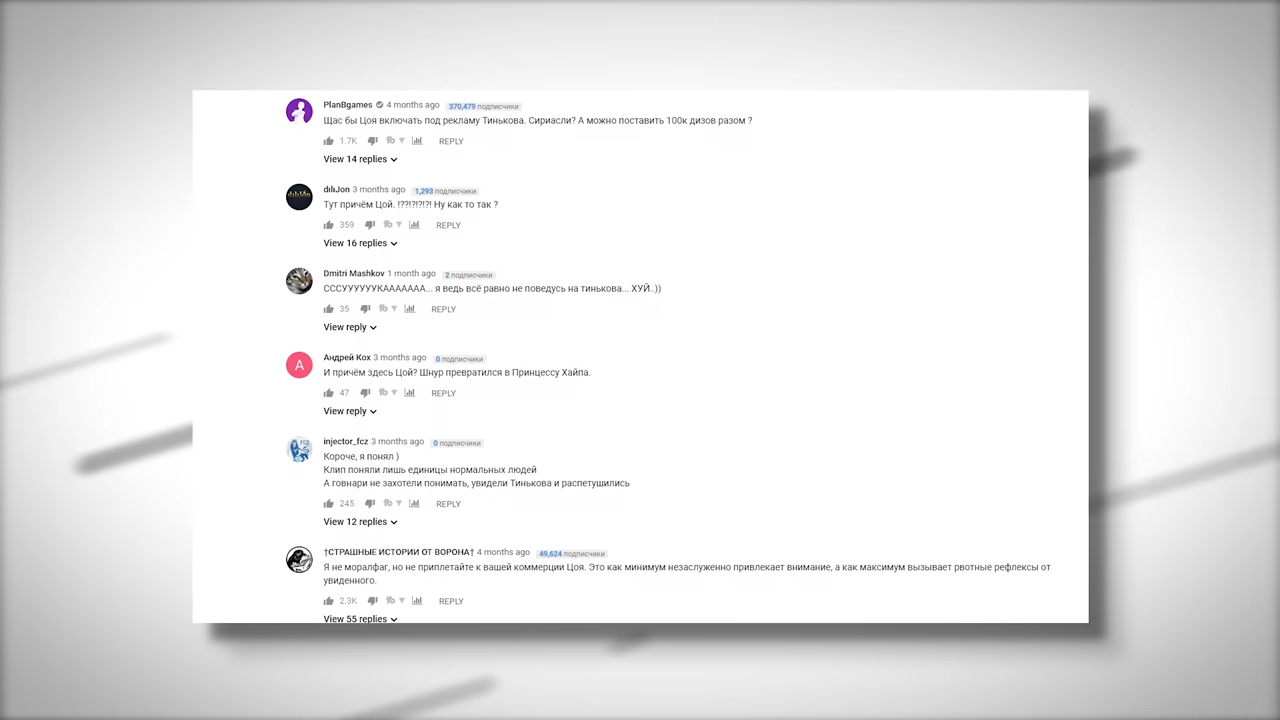 PlanBgames 4 months ago 370,479 подписчики
Щас бы Цоя включать под рекламу Тинькова. Сириасли? А можно поставить 100к дизов разом ?
1.7K REPLY
View 14 replies
dılıJon 3 months ago 1,293 подписчики
Тут причём Цой. !??!?!?!?! Ну как то так ?
359 REPLY
View 16 replies
Dmitri Mashkov 1 month ago 2 подписчики
СССУУУУУУКААААААА... я ведь всё равно не поведусь на тинькова... ХУЙ..))
35 REPLY
View reply
А
Андрей Кох 3 months ago 0 подписчики
И причём здесь Цой? Шнур превратился в Принцессу Хайпа.
47 REPLY
View reply
injector_fcz 3 months ago 0 подписчики
Короче, я понял )
Клип поняли лишь единицы нормальных людей
А говнари не захотели понимать, увидели Тинькова и распетушились
245 REPLY
View 12 replies
†СТРАШНЫЕ ИСТОРИИ ОТ ВОРОНА† 4 months ago 49,624 подписчики
Я не моралфаг, но не приплетайте к вашей коммерции Цоя. Это как минимум незаслуженно привлекает внимание, а как максимум вызывает рвотные рефлексы от
увиденного.
2.3K REPLY
View 55 replies